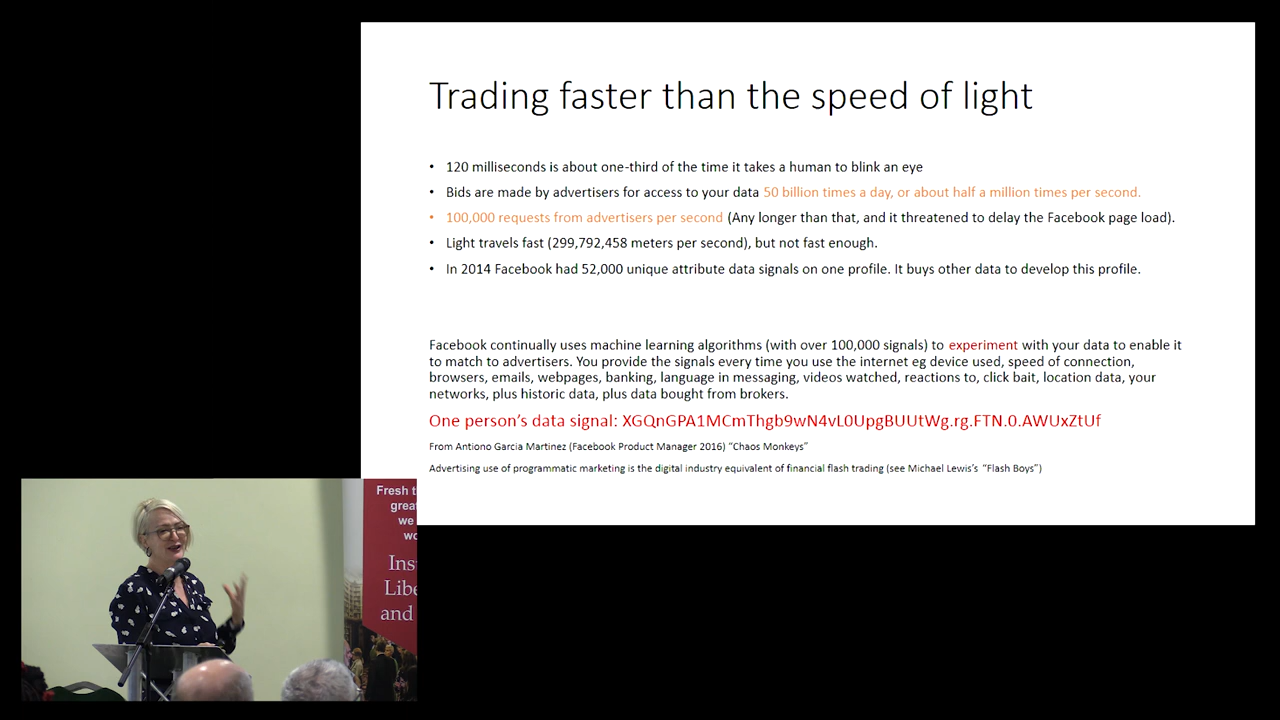 Trading faster than the speed of light
• 120 milliseconds is about one-third of the time it takes a human to blink an eye
• Bids are made by advertisers for access to your data 50 billion times a day, or about half a million times per second.
• 100,000 requests from advertisers per second (Any longer than that, and it threatened to delay the Facebook page load).
• Light travels fast (299,792,458 meters per second), but not fast enough.
• In 2014 Facebook had 52,000 unique attribute data signals on one profile. It buys other data to develop this profile.
Facebook continually uses machine learning algorithms (with over 100,000 signals) to experiment with your data to enable it
to match to advertisers. You provide the signals every time you use the internet eg device used, speed of connection,
browsers, emails, webpages, banking, language in messaging, videos watched, reactions to, click bait, location data, your
networks, plus historic data, plus data bought from brokers.
One person's data signal: XGQnGPA1MCmThgb9wN4vL0UpgBUUtWg.rg.FTN.0.AWUxZtUf
From Antiono Garcia Martinez (Facebook Product Manager 2016) "Chaos Monkeys"
Advertising use of programmatic marketing is the digital industry equivalent of financial flash trading (see Michael Lewis's "Flash Boys")
Fresh t
grea
we
wo
Ins
Libe
and